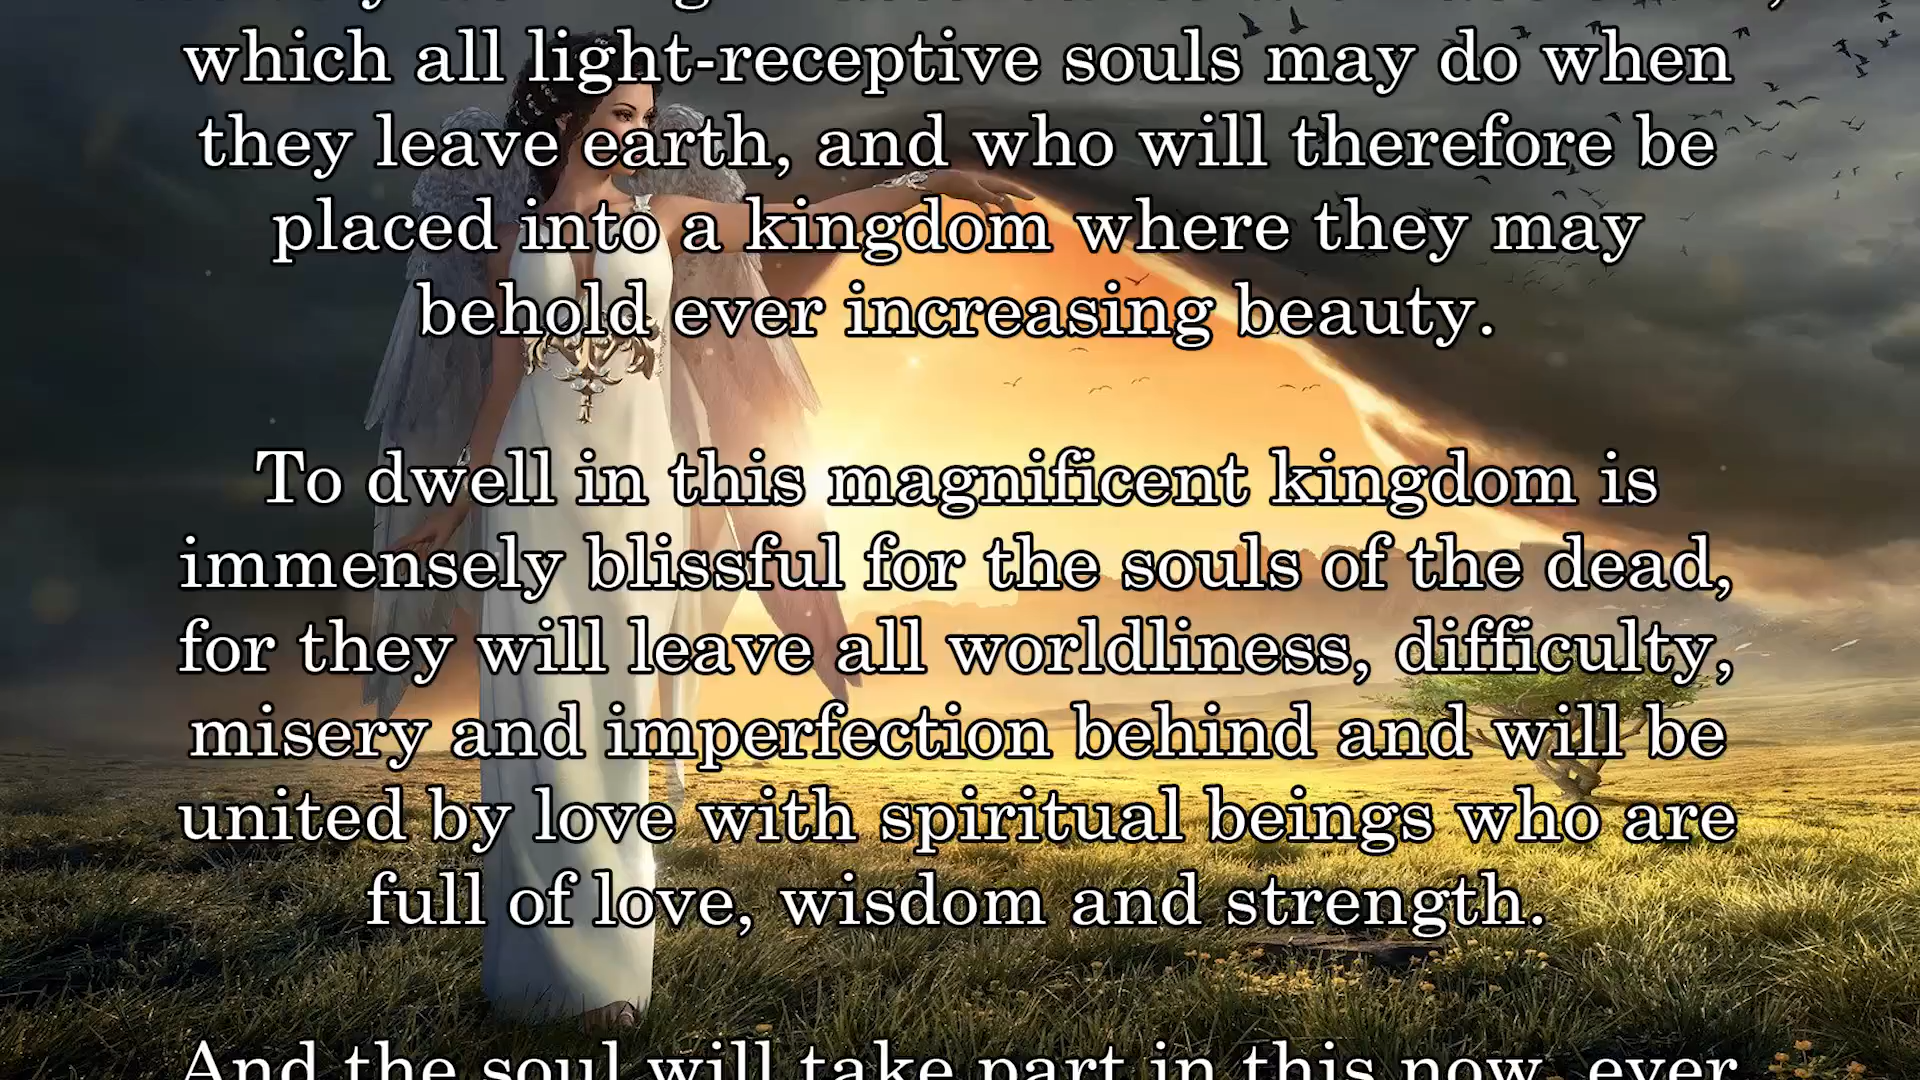 which all light-receptive souls may do when
they leave earth, and who will therefore be
placed into a kingdom where they may
behold ever increasing beauty.
To dwell in this magnificent kingdom is
immensely blissful for the souls of the dead,
for they will leave all worldliness, difficulty,
misery and imperfection behind and will be
united by love with spiritual beings who are
full of love, wisdom and strength.
And the soul will take part in this now, ever